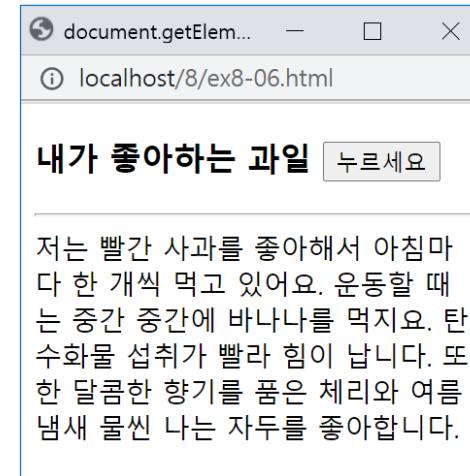 document.getElem...
localhost/8/ex8-06.html
내가 좋아하는 과일 누르세요
저는 빨간 사과를 좋아해서 아침마
다 한 개씩 먹고 있어요. 운동할 때
는 중간 중간에 바나나를 먹지요. 탄
수화물 섭취가 빨라 힘이 납니다. 또
한 달콤한 향기를 품은 체리와 여름
냄새 물씬 나는 자두를 좋아합니다.